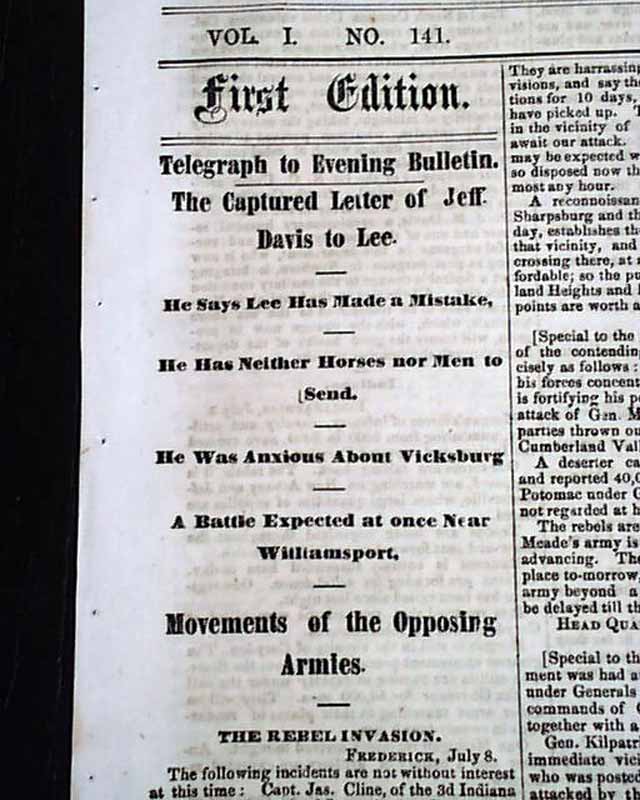 VOL. I. NO. 141.
First Edition.
Telegraph to Evening Bulletin.
The Captured Letter of Jeff.
Davis to Lee.
He Says Lee Has Made a Mistake,
He Has Neither Horses nor Men to
Send.
He Was Anxious About Vicksburg
A Battle Expected at once Near
Williamsport,
Movements of the Opposing
Armies.
THE REBEL INVASION.
FREDERICK, July 8.
The following incidents are not without interest
at this time: Capt. Jas. Cline, of the 3d Indiana
They are harrassing
visions, and say the
tions for 10 days,
have picked up.
in the vicinity of
await our attack.
may be expected
so disposed now
most any hour.
A reconnoissan
Sharpsburg and th
day, establishes the
that vicinity, and
crossing there, at
fordable; so the pu
land Heights and
points are worth a
[Special to the
of the contending
cisely as follows:
his forces concent
is fortifying his po
attack of Gen. M
parties thrown ou
Cumberland Vall
A deserter ca
and reported 40,0
Potomac under
not regarded at h
The rebels are
Meade's army is
advancing. The
place to-morrow,
army beyond a
be delayed till th
HEAD QUA
[Special to th
ment was had a
under Generals
commands of
together with a
Gen. Kilpatri
immediate vici
who was posted
attacked by the